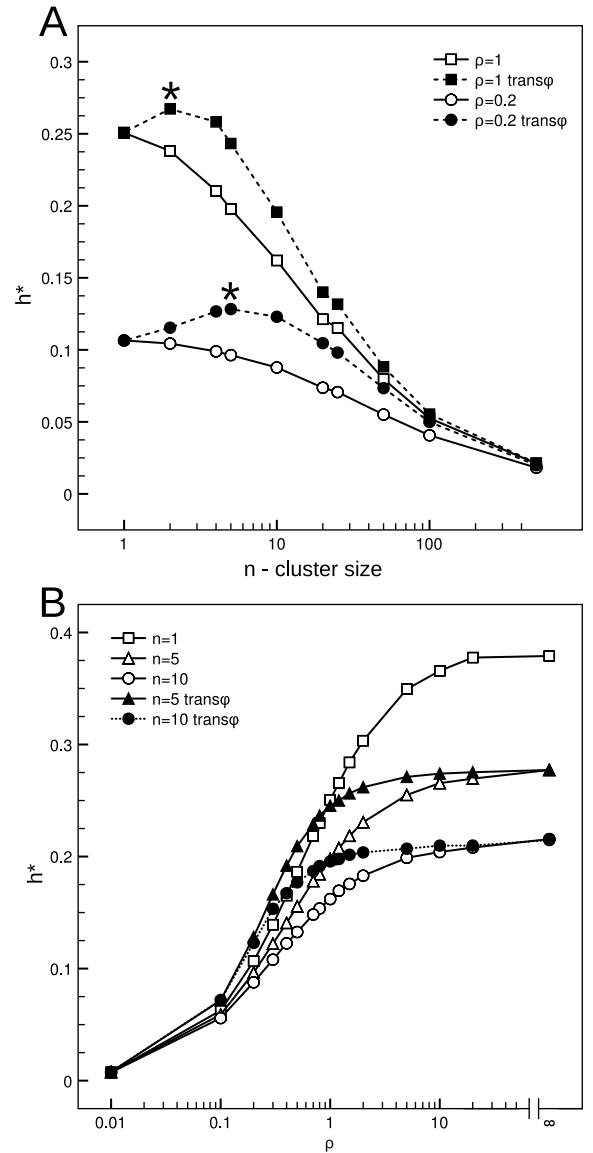 A
0.3
0.25
0.2
0.15
0.1
0.05
0
h*
ρ=1
ρ=1 transφ
ρ=0.2
ρ=0.2 transφ
*
*
1
10
100
n - cluster size
B
0.4
0.3
0.2
0.1
0
h*
n=1
n=5
n=10
n=5 transφ
n=10 transφ
0.01
0.1
1
10
∞
ρ